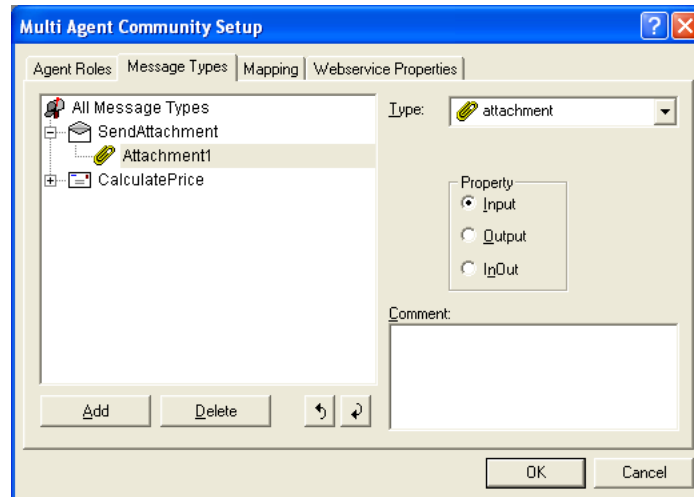 Multi Agent Community Setup
Agent Roles Message Types Mapping Webservice Properties
All Message Types
SendAttachment
Attachment1
CalculatePrice
Type: attachment
Property
Input
Output
InOut
Comment:
Add Delete
OK Cancel